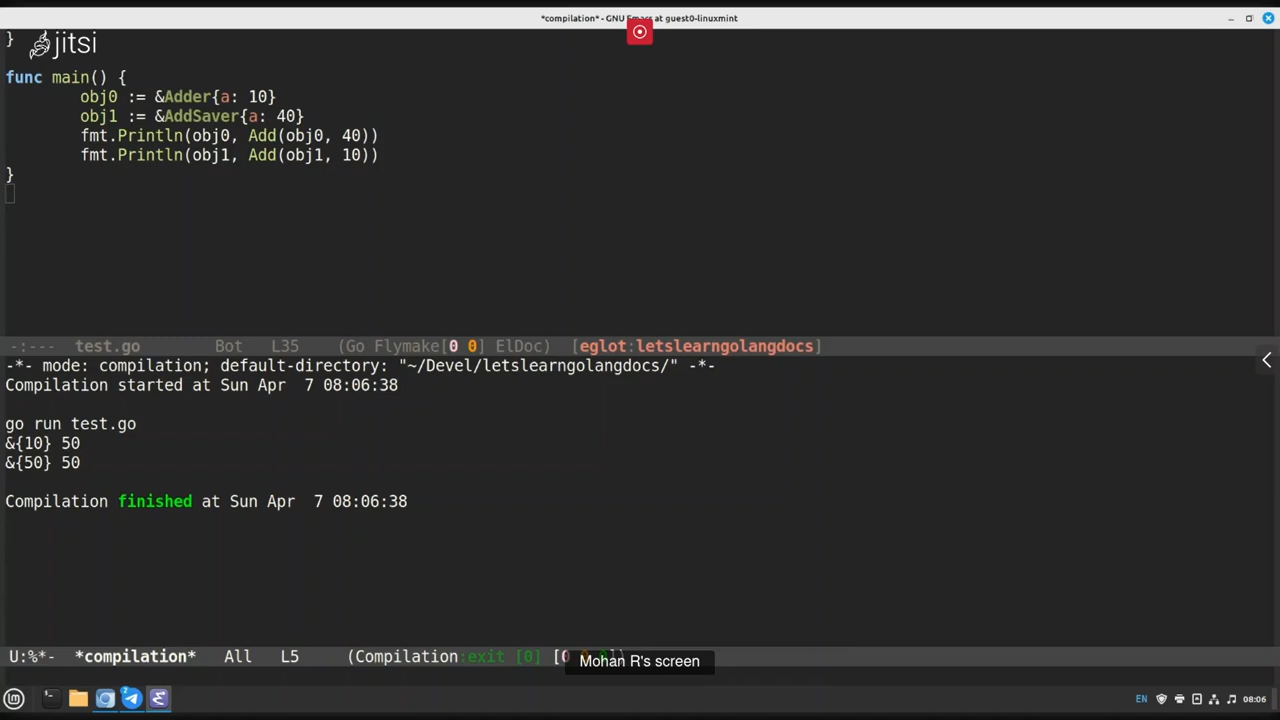 *compilation* - GNU Emacs at guest0-linuxmint
}
jitsi
func main() {
obj0 := &Adder{a: 10}
obj1 := &AddSaver{a: 40}
fmt.Println(obj0, Add(obj0, 40))
fmt.Println(obj1, Add(obj1, 10))
}
-:--- test.go Bot L35 (Go Flymake[0 0] ElDoc) [eglot:letslearngolangdocs]
-*- mode: compilation; default-directory: "~/Devel/letslearngolangdocs/" -*-
Compilation started at Sun Apr 7 08:06:38
go run test.go
&{10} 50
&{50} 50
Compilation finished at Sun Apr 7 08:06:38
U:%*- *compilation* All L5 (Compilation:exit [0] [0
Mohan R's screen
EN 08:06